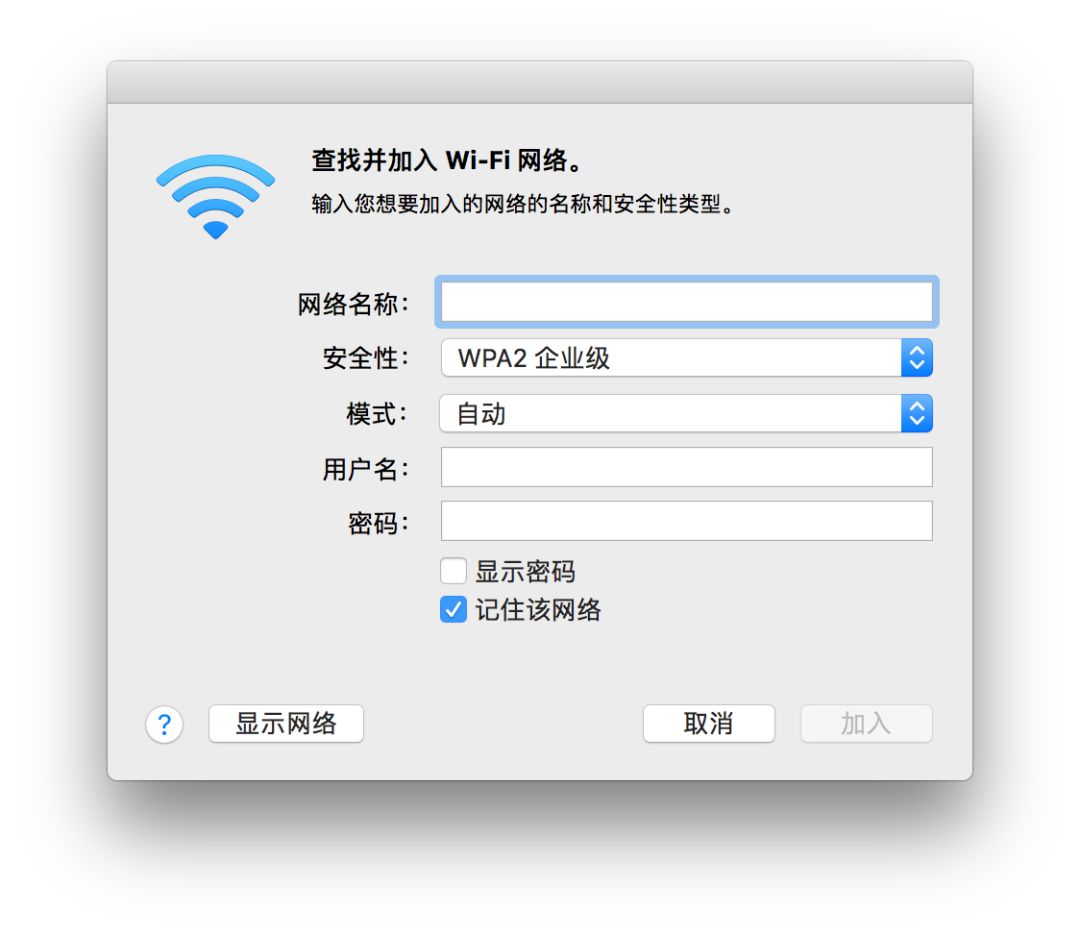 查找并加入 Wi-Fi 网络。
输入您想要加入的网络的名称和安全性类型。
网络名称：
安全性： WPA2 企业级
模式： 自动
用户名：
密码：
显示密码
记住该网络
? 显示网络 取消 加入